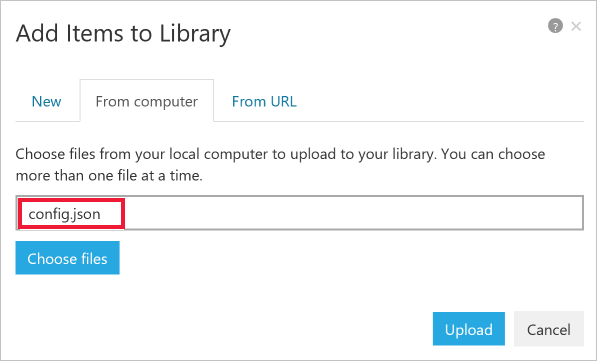 Add Items to Library
? ×
New From computer From URL
Choose files from your local computer to upload to your library. You can choose
more than one file at a time.
config.json
Choose files
Upload Cancel